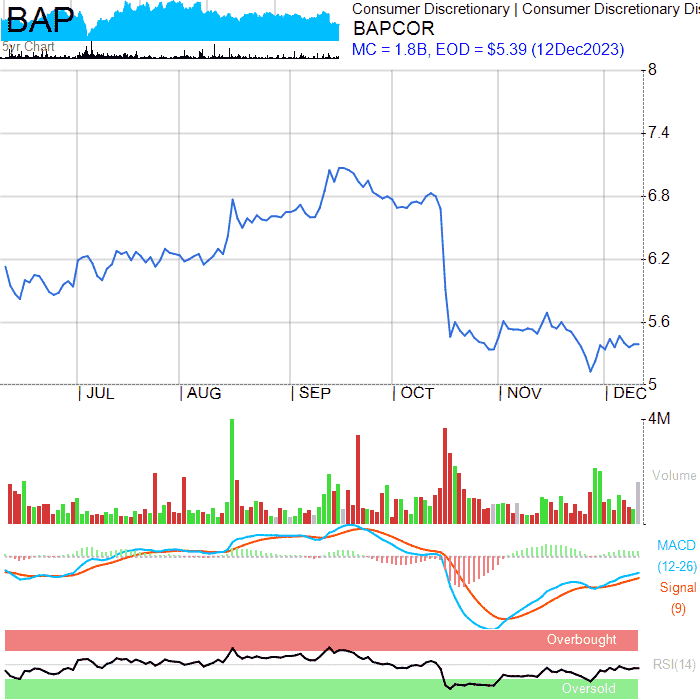 BAP
5yr Chart
Consumer Discretionary | Consumer Discretionary Dis
BAPCOR
MC = 1.8B, EOD = $5.39 (12Dec2023)
8
7.4
6.8
6.2
5.6
5
JUL AUG SEP OCT NOV DEC
4M
Volume
MACD
(12-26)
Signal
(9)
Overbought
RSI(14)
Oversold